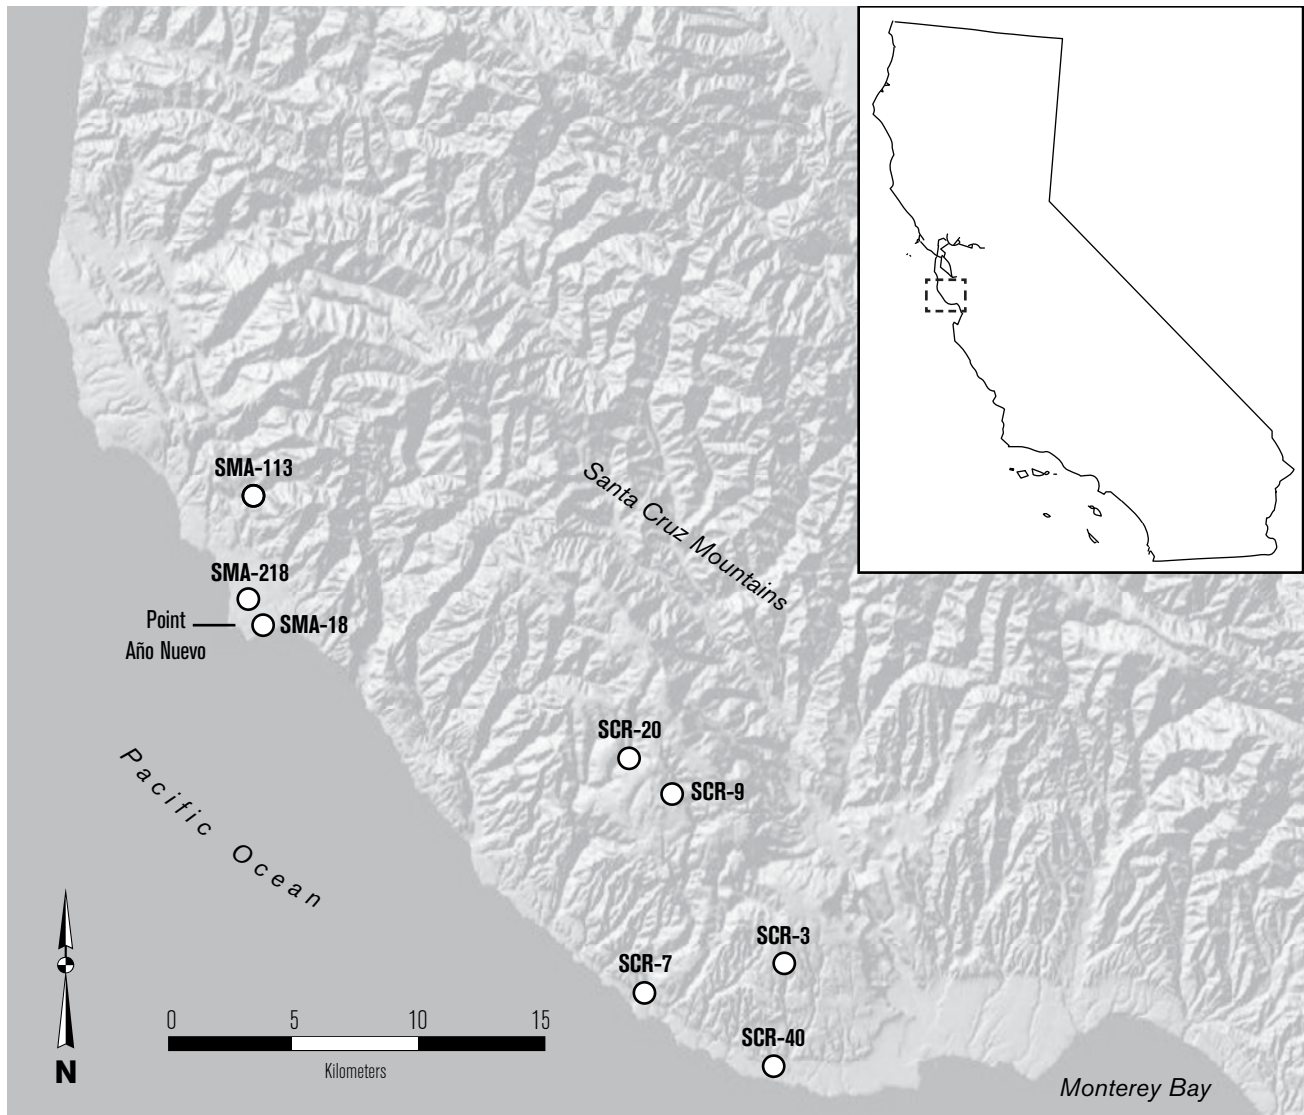 SMA-113
Santa Cruz Mountains
SMA-218
Point
Año Nuevo
SMA-18
SCR-20
SCR-9
Pacific Ocean
SCR-3
SCR-7
SCR-40
0 5 10 15
Kilometers
N
Monterey Bay